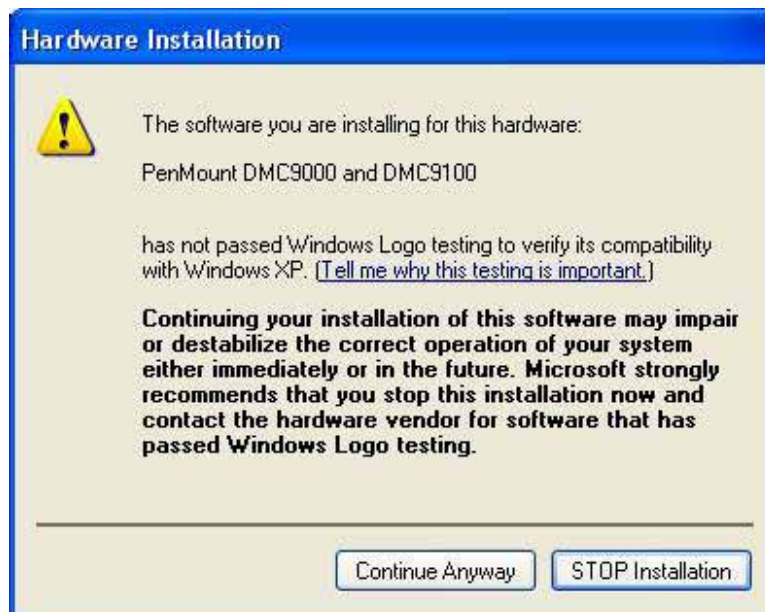 Hardware Installation
The software you are installing for this hardware:
PenMount DMC9000 and DMC9100
has not passed Windows Logo testing to verify its compatibility
with Windows XP. (Tell me why this testing is important.)
Continuing your installation of this software may impair
or destabilize the correct operation of your system
either immediately or in the future. Microsoft strongly
recommends that you stop this installation now and
contact the hardware vendor for software that has
passed Windows Logo testing.
Continue Anyway STOP Installation